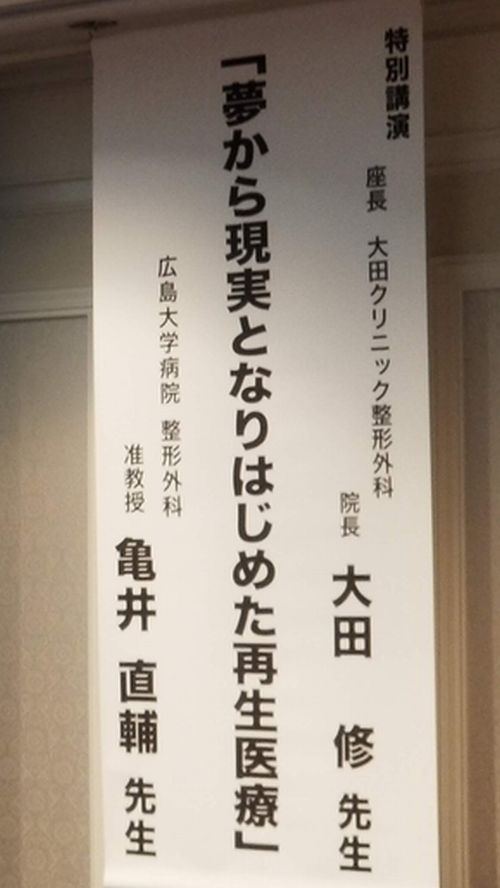 特別講演
座長 大田クリニック整形外科
院長 大田 修 先生
『夢から現実となりはじめた再生医療』
広島大学病院 整形外科
准教授 亀井 直輔 先生